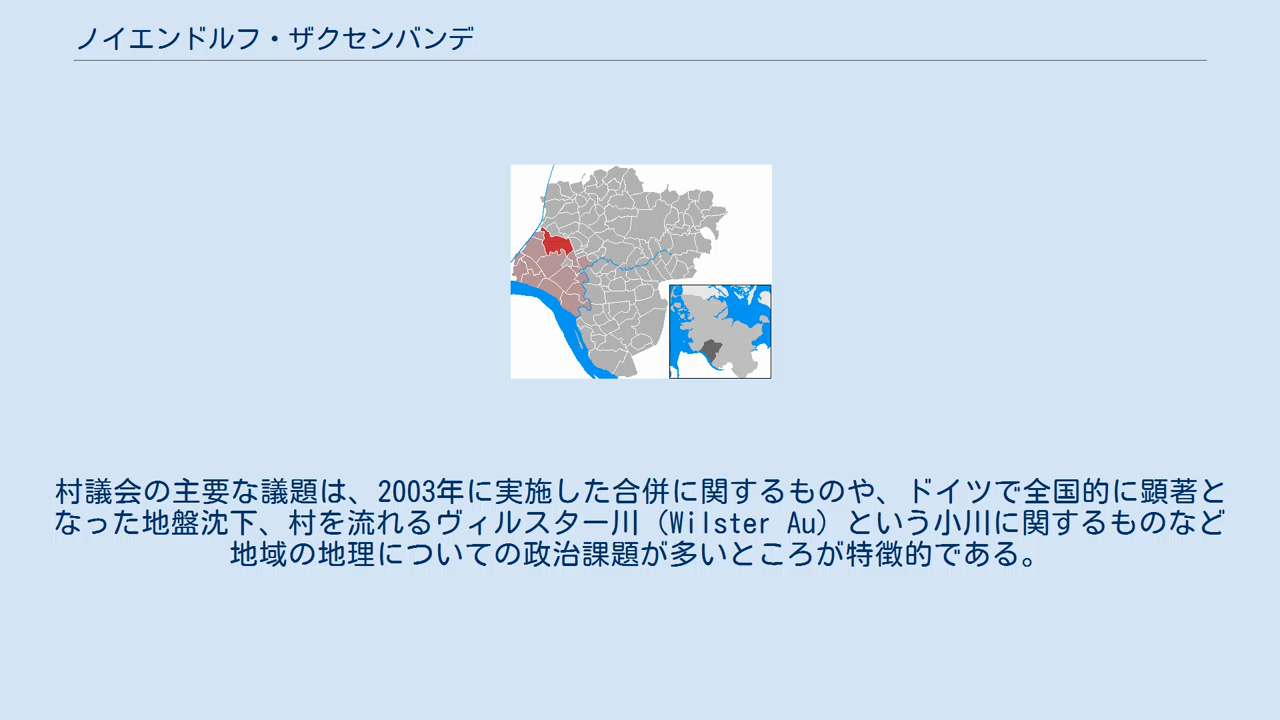 ノイエンドルフ・ザクセンバンデ
村議会の主要な議題は、2003年に実施した合併に関するものや、ドイツで全国的に顕著と
なった地盤沈下、村を流れるヴィルスター川（Wilster Au）という小川に関するものなど
地域の地理についての政治課題が多いところが特徴的である。